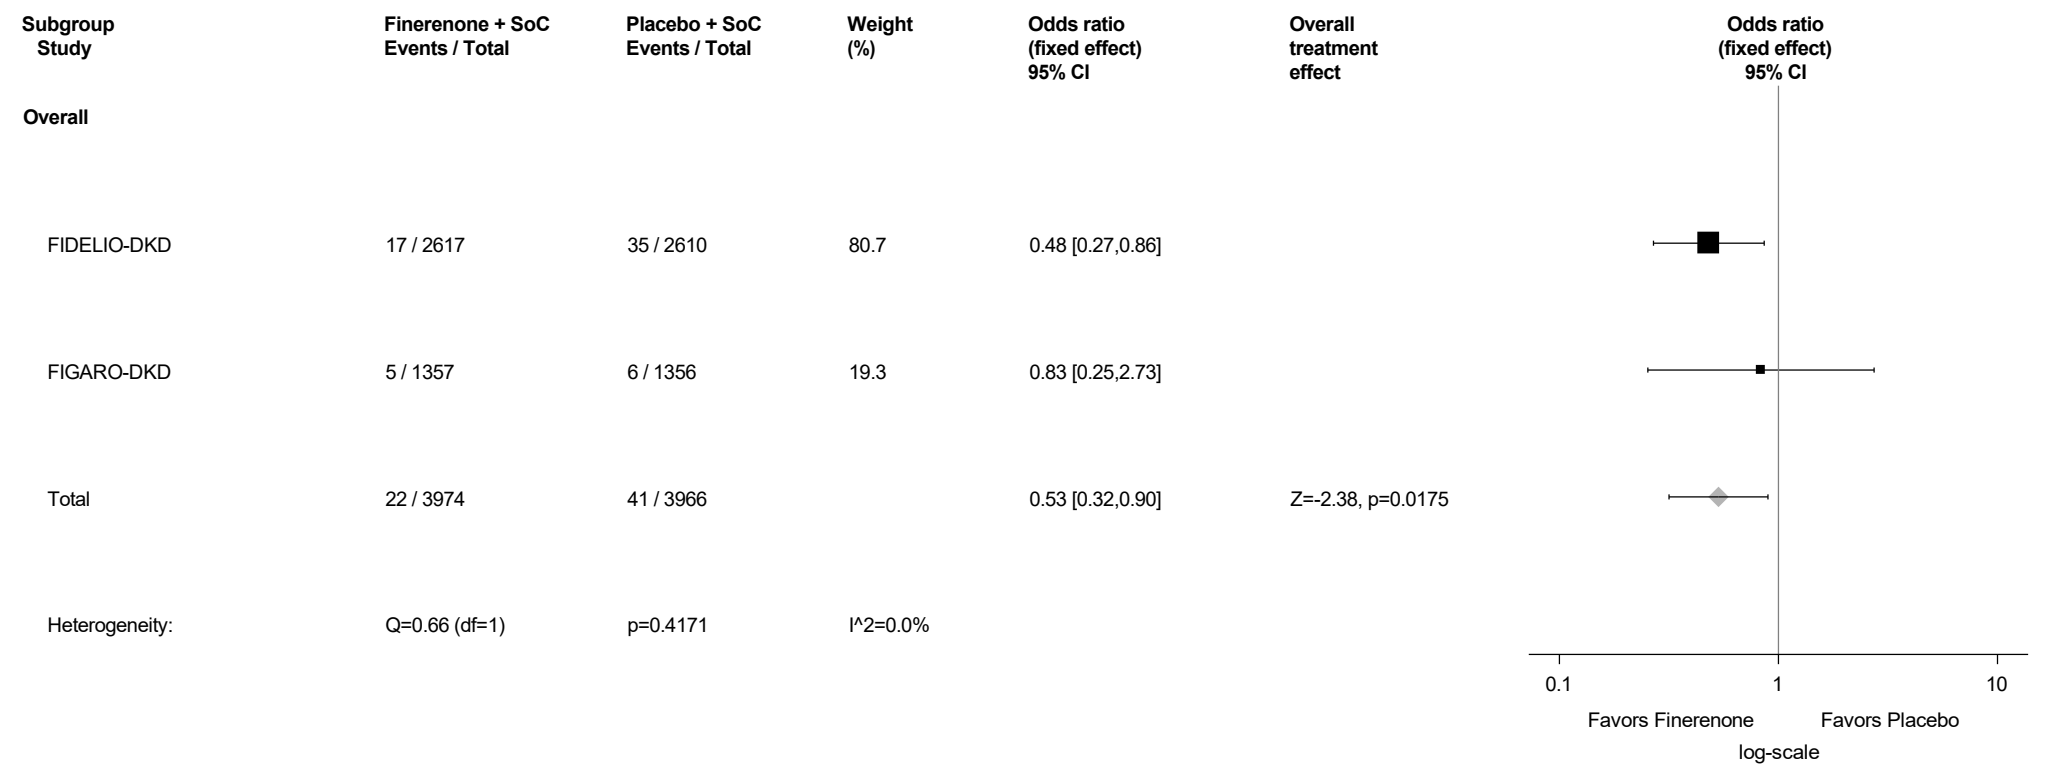 Subgroup Finerenone + SoC Placebo + SoC Weight Odds ratio Overall Odds ratio
Study Events / Total Events / Total (%) (fixed effect) treatment (fixed effect)
95% CI effect 95% CI
Overall
FIDELIO-DKD 17 / 2617 35 / 2610 80.7 0.48 [0.27,0.86]
FIGARO-DKD 5 / 1357 6 / 1356 19.3 0.83 [0.25,2.73]
Total 22 / 3974 41 / 3966 0.53 [0.32,0.90] Z=-2.38, p=0.0175
Heterogeneity: Q=0.66 (df=1) p=0.4171 I^2=0.0%
0.1 1 10
Favors Finerenone Favors Placebo
log-scale